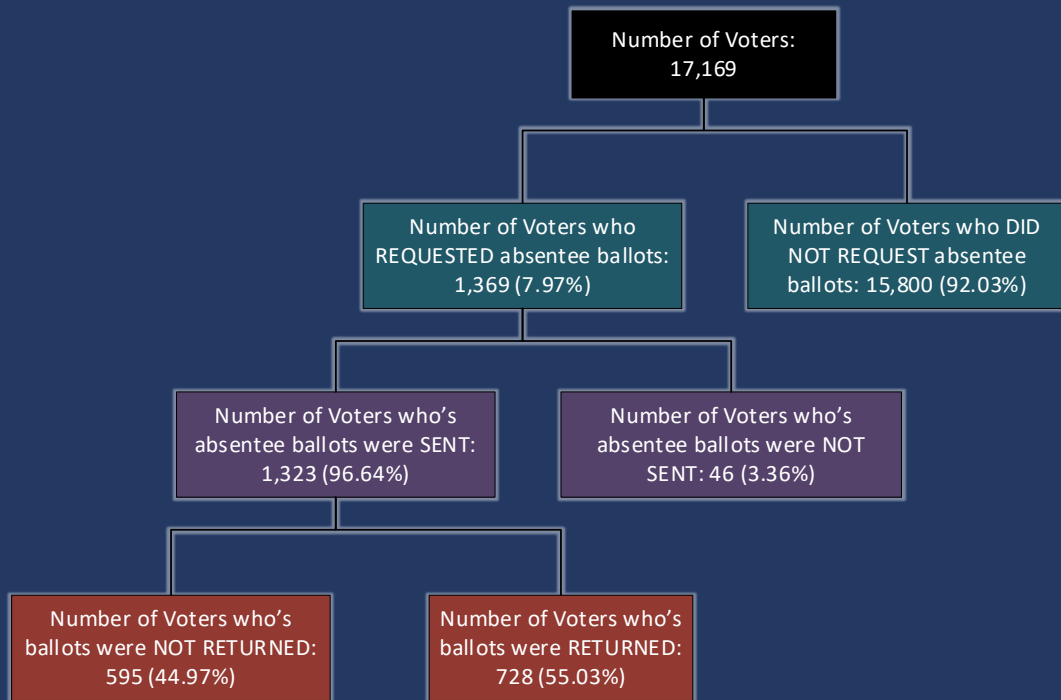 Number of Voters:
17,169
Number of Voters who
REQUESTED absentee ballots:
1,369 (7.97%)
Number of Voters who DID
NOT REQUEST absentee
ballots: 15,800 (92.03%)
Number of Voters who’s
absentee ballots were SENT:
1,323 (96.64%)
Number of Voters who’s
absentee ballots were NOT
SENT: 46 (3.36%)
Number of Voters who’s
ballots were NOT RETURNED:
595 (44.97%)
Number of Voters who’s
ballots were RETURNED:
728 (55.03%)